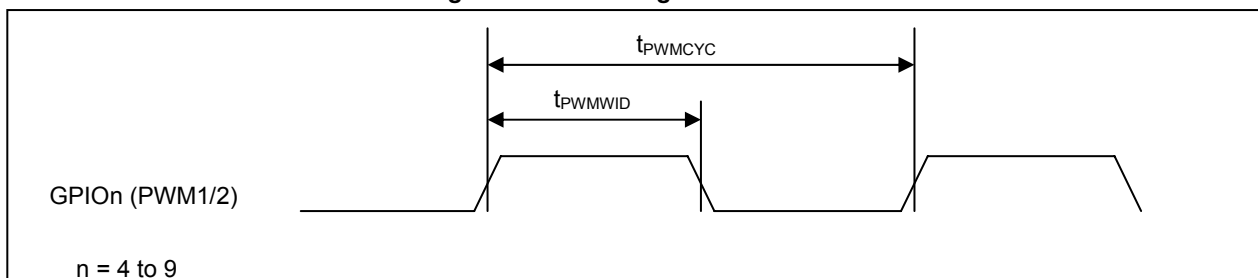 tPWMCYC
tPWMWID
GPIOn (PWM1/2)
n = 4 to 9